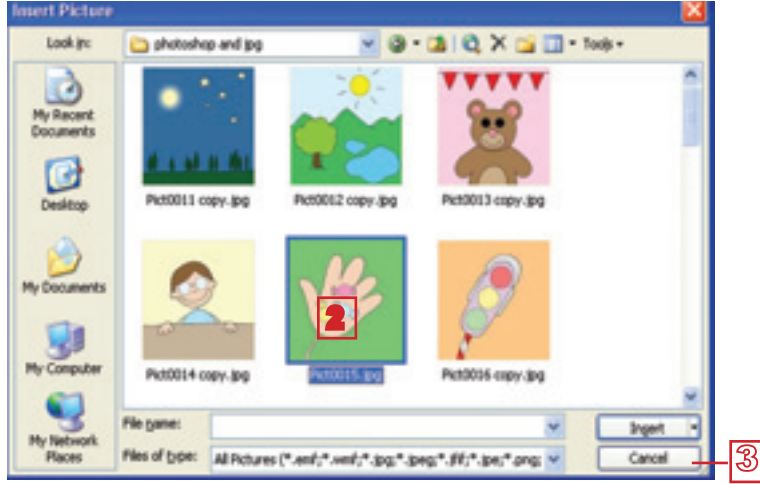 Insert Picture
Look in: photoshop and jpg Tools
My Recent Documents
Desktop
My Documents
My Computer
My Network Places
Pict0011 copy.jpg Pict0012 copy.jpg Pict0013 copy.jpg
2
Pict0014 copy.jpg Pict0015.jpg Pict0016 copy.jpg
File name: Insert
Files of type: All Pictures (*.emf;*.wmf;*.jpg;*.jpeg;*.jfif;*.jpe;*.png; Cancel
3